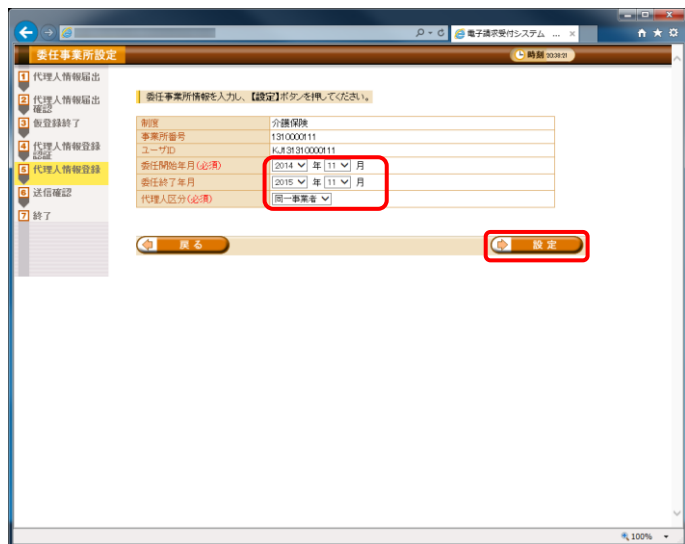 電子請求受付システム ...
委任事業所設定
時刻 20:38:21
1 代理人情報届出
2 代理人情報届出
確認
3 仮登録終了
4 代理人情報登録
認証
5 代理人情報登録
6 送信確認
7 終了
委任事業所情報を入力し、【設定】ボタンを押してください。
制度 介護保険
事業所番号 1310000111
ユーザID KJ131310000111
委任開始年月(必須) 2014 年 11 月
委任終了年月 2015 年 11 月
代理人区分(必須) 同一事業者
戻る
設定
100%